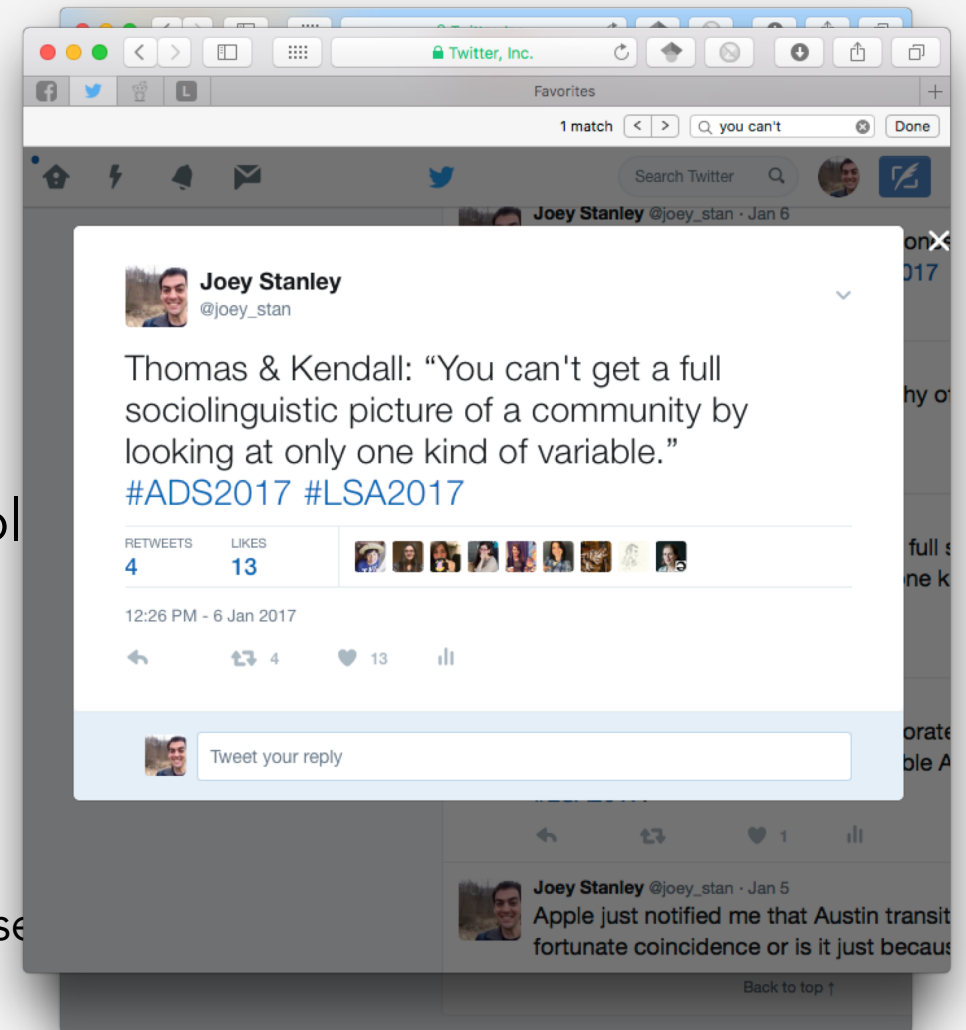 Twitter, Inc.
Favorites
1 match
you can't
Done
Search Twitter
Joey Stanley @joey_stan · Jan 6
017
Joey Stanley
@joey_stan
Thomas & Kendall: “You can't get a full
sociolinguistic picture of a community by
looking at only one kind of variable.”
#ADS2017 #LSA2017
RETWEETS LIKES
4 13
12:26 PM - 6 Jan 2017
4 13
Tweet your reply
full
1
Joey Stanley @joey_stan · Jan 5
Apple just notified me that Austin transit
fortunate coincidence or is it just
Back to top ↑